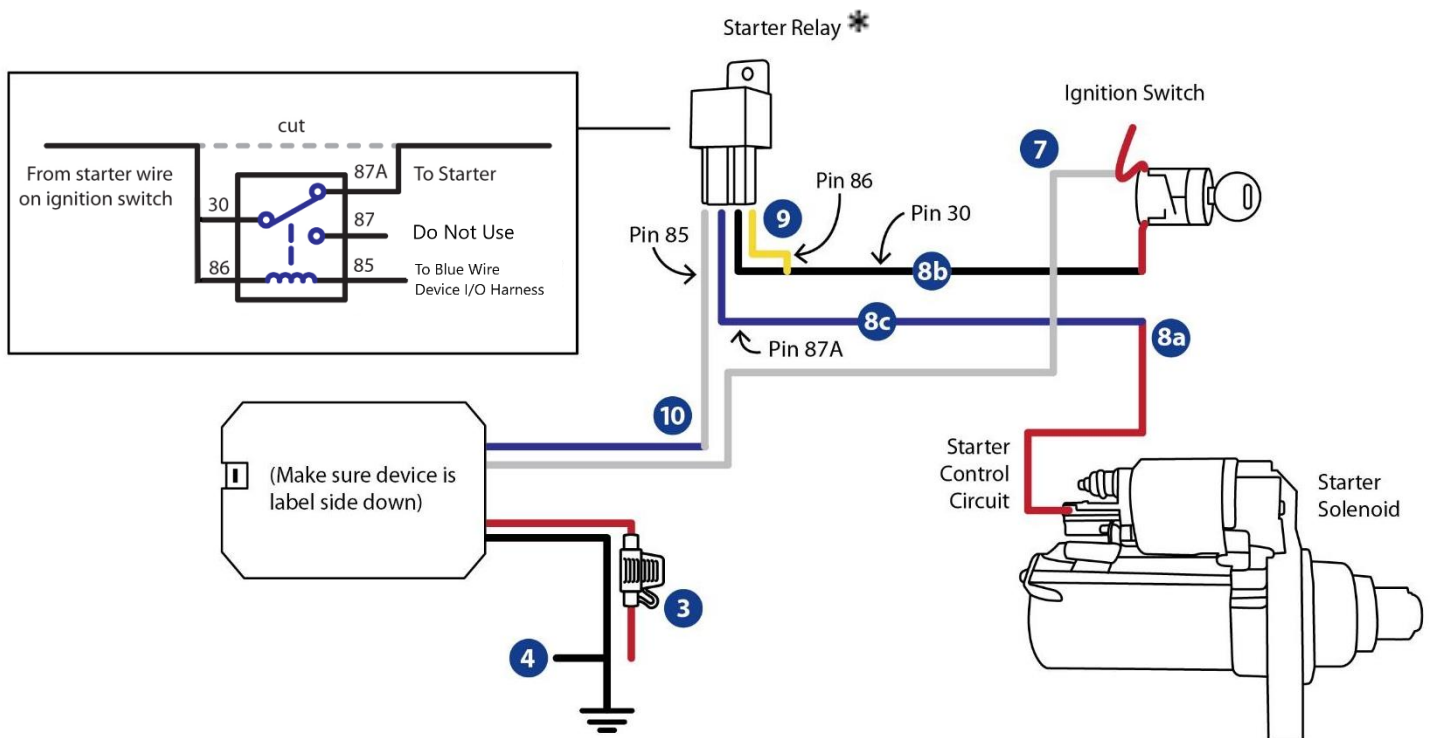 Starter Relay *
cut
From starter wire
on ignition switch
87A
To Starter
30
87
Do Not Use
86
85
To Blue Wire
Device I/O Harness
Ignition Switch
7
Pin 86
9
Pin 30
Pin 85
8b
8c
8a
Pin 87A
10
(Make sure device is
label side down)
Starter
Control
Circuit
Starter
Solenoid
3
4